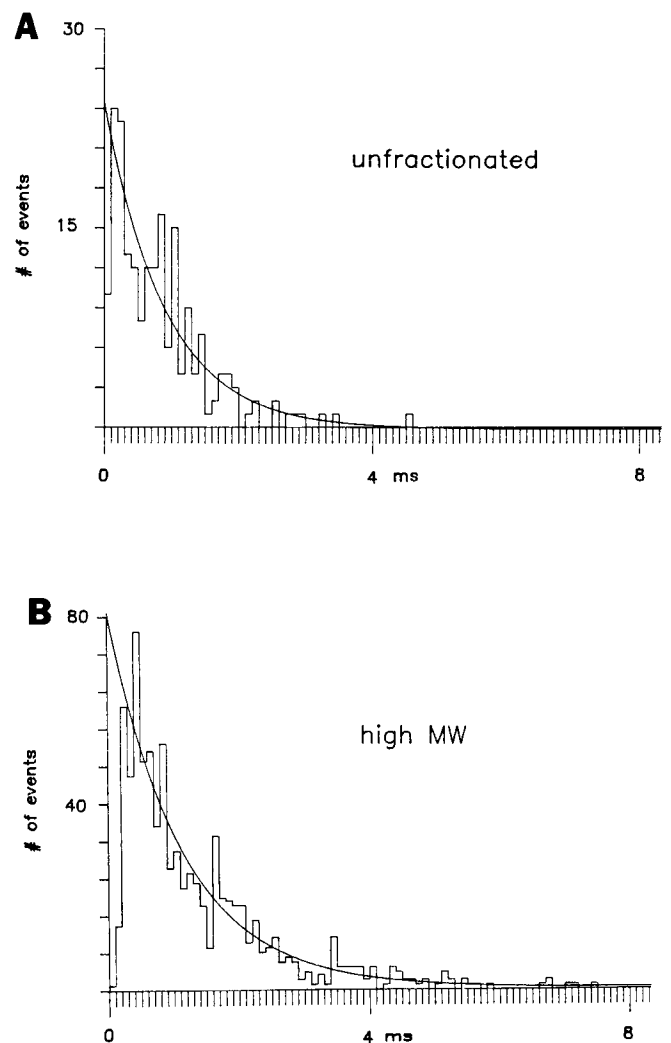 A
30
unfractionated
15
# of events
0
4 ms
8
B
80
high MW
40
# of events
0
4 ms
8